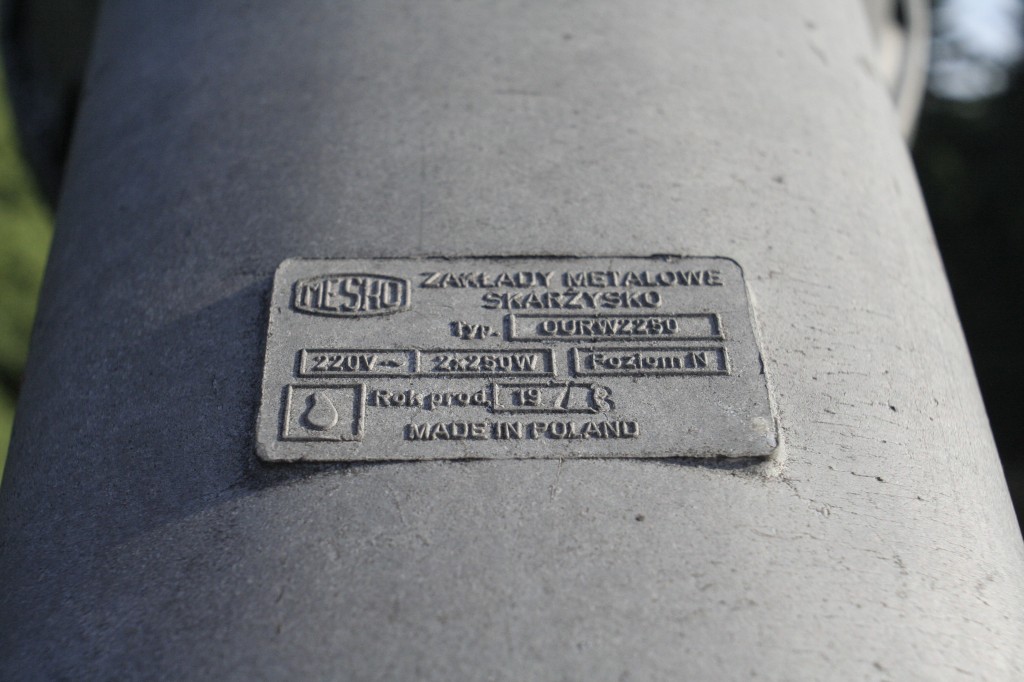 MESKO
ZAKŁADY METALOWE
SKARŻYSKO
Typ. OURW2250
220V~ 2x250W Poziom N
Rok prod. 1978
MADE IN POLAND